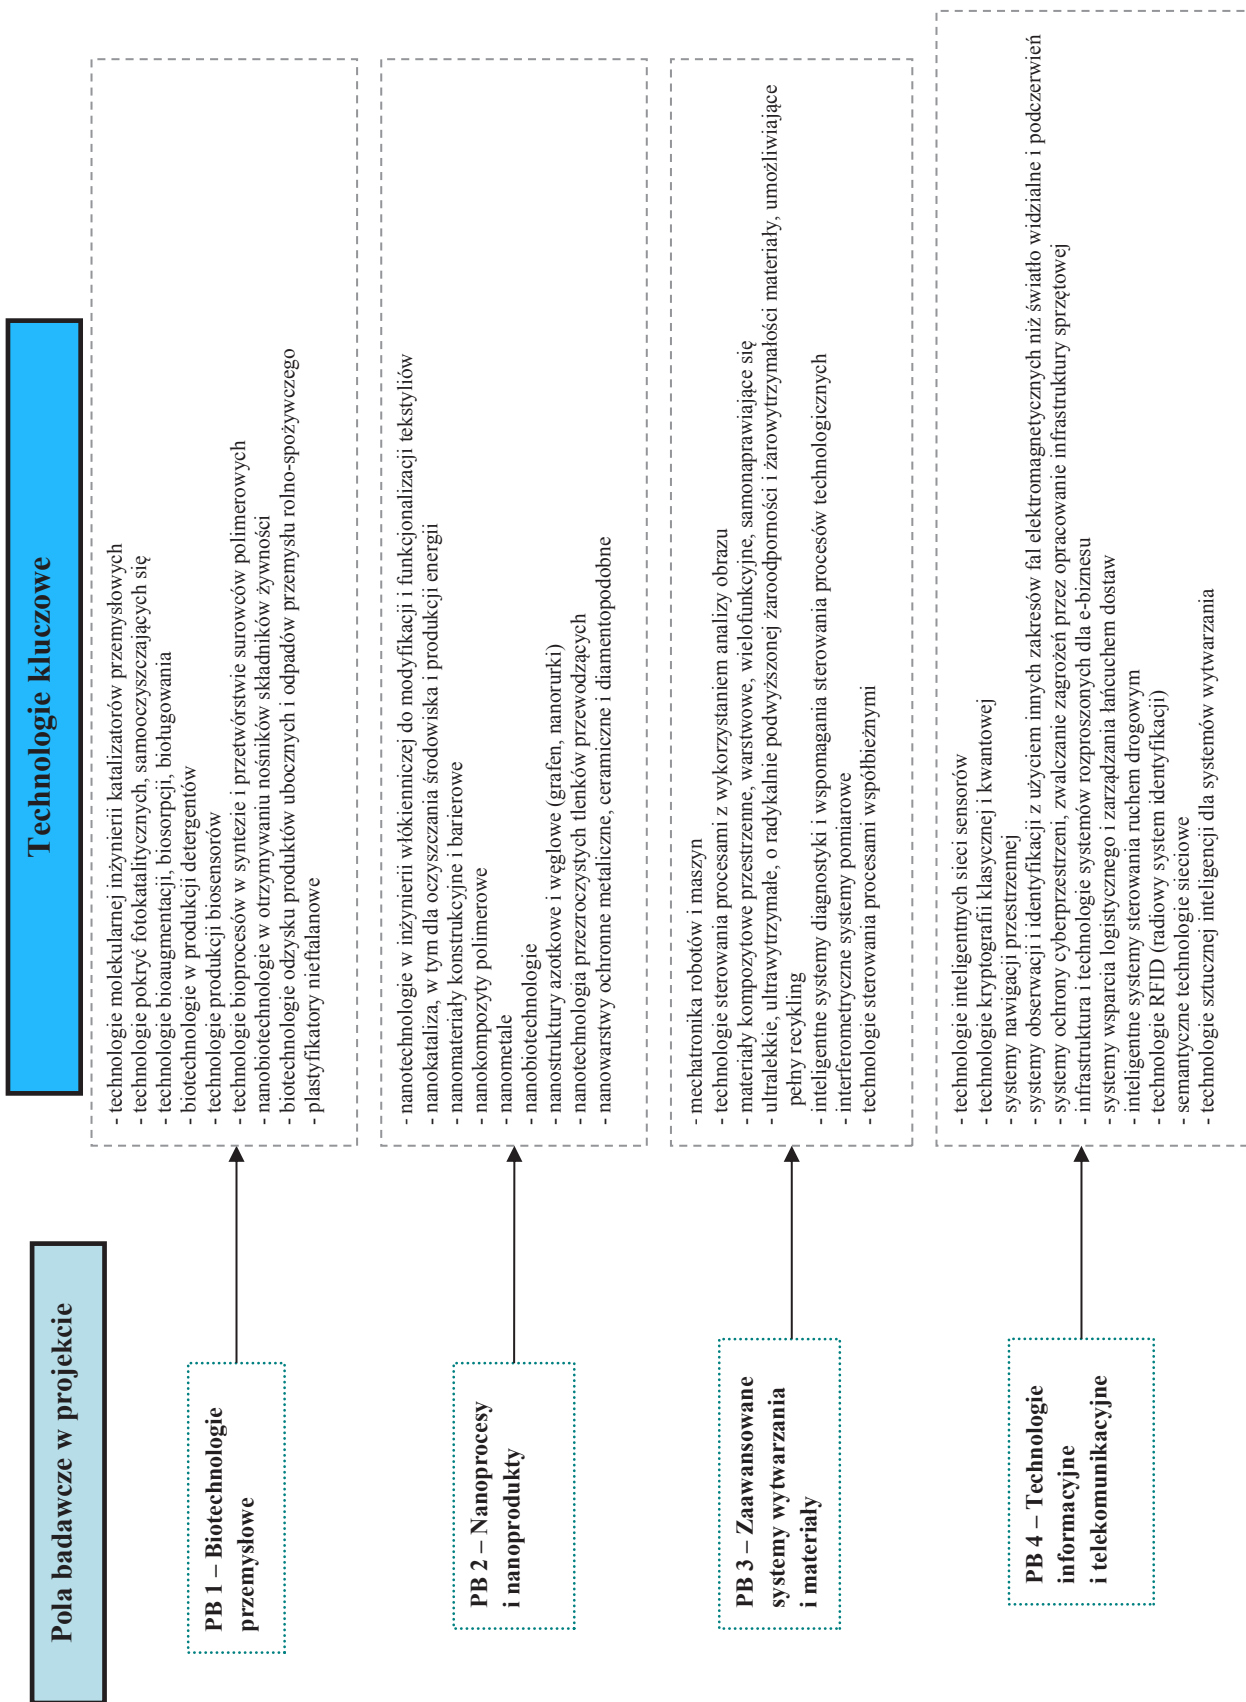 Pola badawcze w projekcie
Technologie kluczowe
PB 1 – Biotechnologie
przemysłowe
- technologie molekularnej inżynierii katalizatorów przemysłowych
- technologie pokryć fotokatalitycznych, samoczyszczających się
- technologie bioaugmentacji, biosorpcji, bioługowania
- biotechnologie w produkcji detergentów
- technologie produkcji biosensorów
- technologie bioprocesów w syntezie i przetwórstwie surowców polimerowych
- nanobiotechnologie w otrzymywaniu nośników składników żywności
- biotechnologie odzysku produktów ubocznych i odpadów przemysłu rolno-spożywczego
- plastyfikatory nieftalanowe
PB 2 – Nanoprocesy
i nanoprodukty
- nanotechnologie w inżynierii włókienniczej do modyfikacji i funkcjonalizacji tekstyliów
- nanokataliza, w tym dla oczyszczania środowiska i produkcji energii
- nanomateriały konstrukcyjne i barierowe
- nanokompozyty polimerowe
- nanometale
- nanobiotechnologie
- nanostruktury azotkowe i węglowe (grafen, nanorurki)
- nanotechnologia przezroczystych tlenków przewodzących
- nanowarstwy ochronne metaliczne, ceramiczne i diamentopodobne
PB 3 – Zaawansowane
systemy wytwarzania
i materiały
- mechatronika robotów i maszyn
- technologie sterowania procesami z wykorzystaniem analizy obrazu
- materiały kompozytowe przestrzenne, warstwowe, wielofunkcyjne, samonaprawiające się
- ultralekkie, ultrawytrzymałe, o radykalnie podwyższonej żaroodporności i żarowytrzymałości materiały, umożliwiające
pełny recykling
- inteligentne systemy diagnostyki i wspomagania sterowania procesów technologicznych
- interferometryczne systemy pomiarowe
- technologie sterowania procesami współbieżnymi
PB 4 – Technologie
informacyjne
i telekomunikacyjne
- technologie inteligentnych sieci sensorów
- technologie kryptografii klasycznej i kwantowej
- systemy nawigacji przestrzennej
- systemy obserwacji i identyfikacji z użyciem innych zakresów fal elektromagnetycznych niż światło widzialne i podczerwień
- systemy ochrony cyberprzestrzeni, zwalczanie zagrożeń przez opracowanie infrastruktury sprzętowej
- infrastruktura i technologie systemów rozproszonych dla e-biznesu
- systemy wsparcia logistycznego i zarządzania łańcuchem dostaw
- inteligentne systemy sterowania ruchem drogowym
- technologie RFID (radiowy system identyfikacji)
- semantyczne technologie sieciowe
- technologie sztucznej inteligencji dla systemów wytwarzania